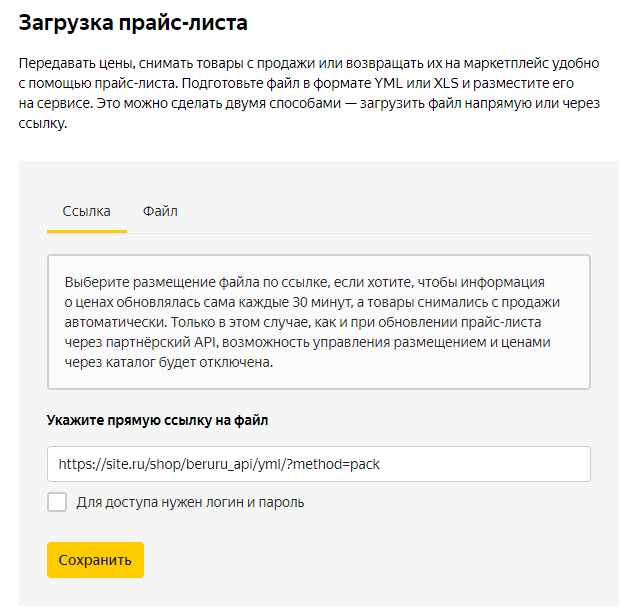 Загрузка прайс-листа
Передавать цены, снимать товары с продажи или возвращать их на маркетплейс удобно
с помощью прайс-листа. Подготовьте файл в формате YML или XLS и разместите его
на сервисе. Это можно сделать двумя способами — загрузить файл напрямую или через
ссылку.
Ссылка Файл
Выберите размещение файла по ссылке, если хотите, чтобы информация
о ценах обновлялась сама каждые 30 минут, а товары снимались с продажи
автоматически. Только в этом случае, как и при обновлении прайс-листа
через партнёрский API, возможность управления размещением и ценами
через каталог будет отключена.
Укажите прямую ссылку на файл
https://site.ru/shop/beruru_api/yml/?method=pack
Для доступа нужен логин и пароль
Сохранить